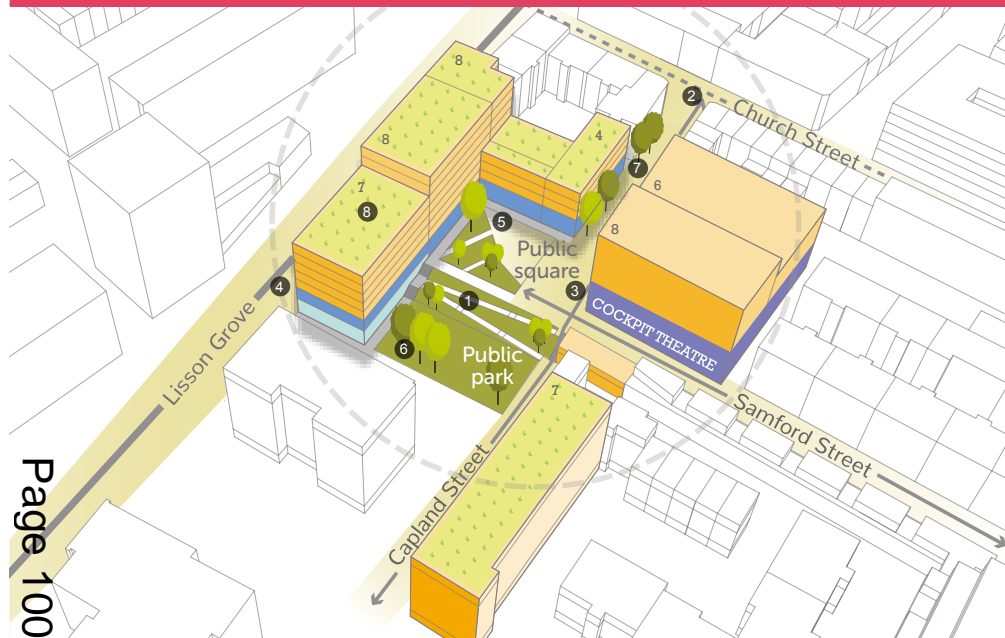 8
8
7
8
4
2
Church Street
7
6
8
5
Public
square
3
4
1
COCKPIT THEATRE
6
Public
park
7
Lisson Grove
Samford Street
Capland Street
Page 100